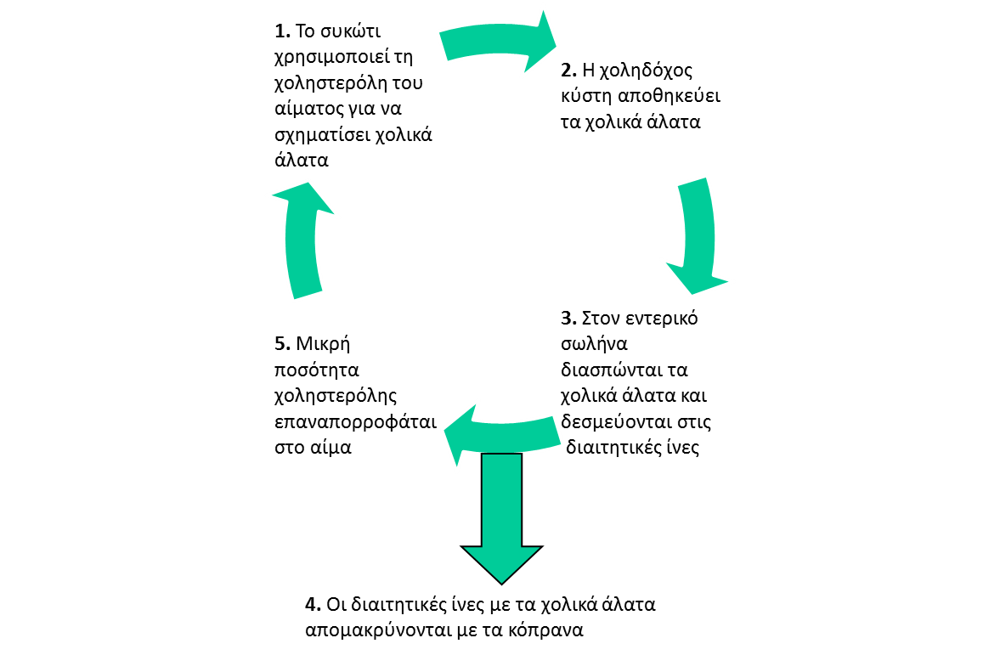 1. Το συκώτι
χρησιμοποιεί τη
χοληστερόλη του
αίματος για να
σχηματίσει χολικά
άλατα
2. Η χοληδόχος
κύστη αποθηκεύει
τα χολικά άλατα
3. Στον εντερικό
σωλήνα
διασπώνται τα
χολικά άλατα και
δεσμεύονται στις
διαιτητικές ίνες
4. Οι διαιτητικές ίνες με τα χολικά άλατα
απομακρύνονται με τα κόπρανα
5. Μικρή
ποσότητα
χοληστερόλης
επαναπορροφάται
στο αίμα